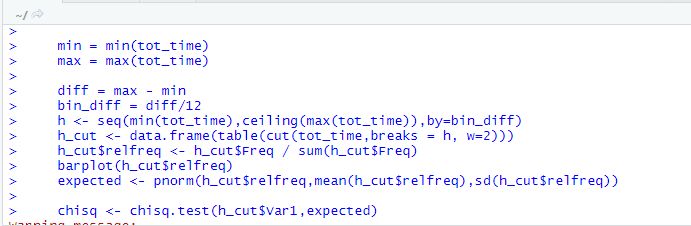 ~/
>
>     min = min(tot_time)
>     max = max(tot_time)
>
>     diff = max - min
>     bin_diff = diff/12
>     h <- seq(min(tot_time),ceiling(max(tot_time)),by=bin_diff)
>     h_cut <- data.frame(table(cut(tot_time,breaks = h, w=2)))
>     h_cut$relfreq <- h_cut$Freq / sum(h_cut$Freq)
>     barplot(h_cut$relfreq)
>     expected <- pnorm(h_cut$relfreq,mean(h_cut$relfreq),sd(h_cut$relfreq))
>
>     chisq <- chisq.test(h_cut$Var1,expected)
Warning message: